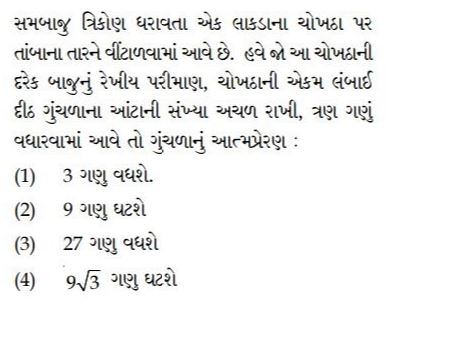 સમબાજુ ત્રિકોણ ધરાવતા એક લાકડાના ચોખઠા પર
તાંબાના તારને વીંટાળવામાં આવે છે. હવે જો આ ચોખઠાની
દરેક બાજુનું રેખીય પરીમાણ, ચોખઠાની એકમ લંબાઈ
દીઠ ગુંચળાના આંટાની સંખ્યા અચળ રાખી, ત્રણ ગણું
વધારવામાં આવે તો ગુંચળાનું આત્મપ્રેરણ :
(1) 3 ગણુ વધશે.
(2) 9 ગણુ ઘટશે
(3) 27 ગણુ વધશે
(4) 9√3 ગણુ ઘટશે